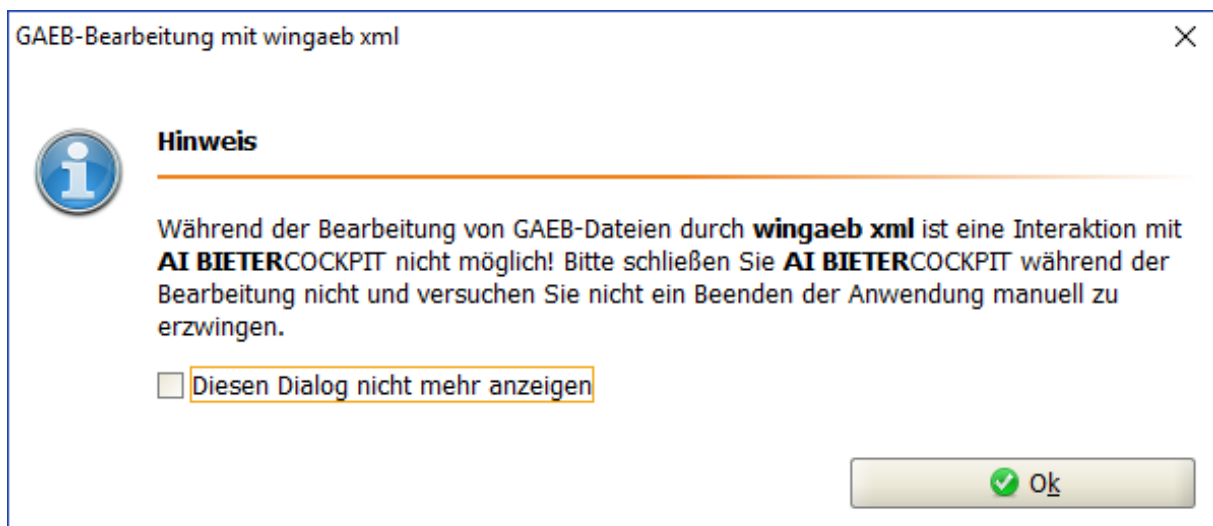 GAEB-Bearbeitung mit wingaeb xml
Hinweis
Während der Bearbeitung von GAEB-Dateien durch wingaeb xml ist eine Interaktion mit
AI BIETERCOCKPIT nicht möglich! Bitte schließen Sie AI BIETERCOCKPIT während der
Bearbeitung nicht und versuchen Sie nicht ein Beenden der Anwendung manuell zu
erzwingen.
Diesen Dialog nicht mehr anzeigen
Ok